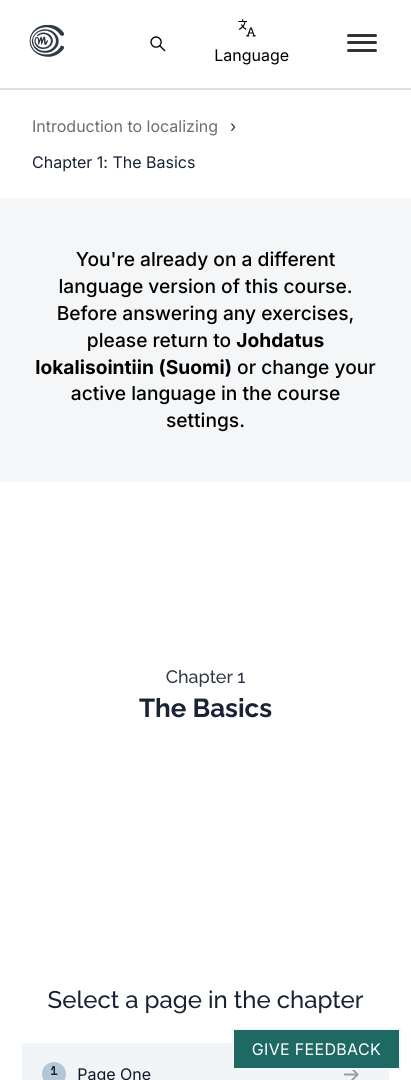 Language
Introduction to localizing ›
Chapter 1: The Basics
You're already on a different
language version of this course.
Before answering any exercises,
please return to Johdatus
lokalisointiin (Suomi) or change your
active language in the course
settings.
Chapter 1
The Basics
Select a page in the chapter
GIVE FEEDBACK
1 Page One